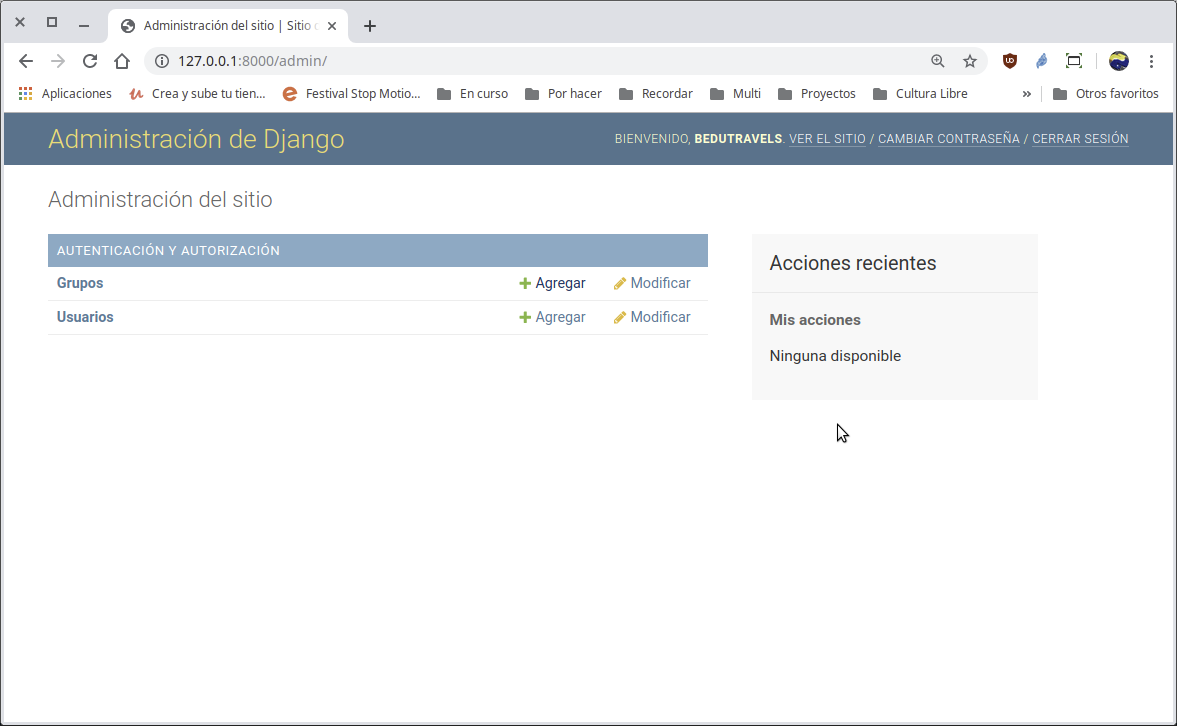 Administración del sitio | Sitio
127.0.0.1:8000/admin/
Aplicaciones Crea y sube tu tien... Festival Stop Motio... En curso Por hacer Recordar Multi Proyectos Cultura Libre » Otros favoritos
Administración de Django
BIENVENIDO, BEDUTRAVELS. VER EL SITIO / CAMBIAR CONTRASEÑA / CERRAR SESIÓN
Administración del sitio
AUTENTICACIÓN Y AUTORIZACIÓN
Grupos Agregar Modificar
Usuarios Agregar Modificar
Acciones recientes
Mis acciones
Ninguna disponible